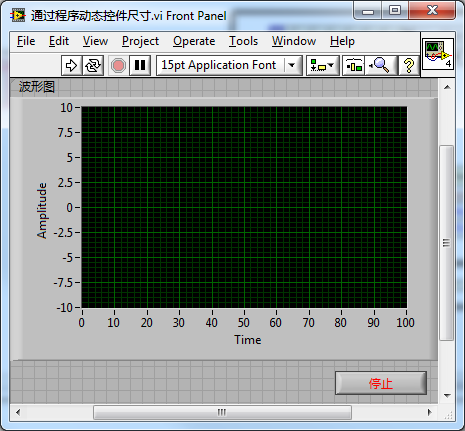 通过程序动态控件尺寸.vi Front Panel
File Edit View Project Operate Tools Window Help
15pt Application Font
?
4
波形图
10
7.5
5
2.5
0
-2.5
-5
-7.5
-10
Amplitude
0 10 20 30 40 50 60 70 80 90 100
Time
停止